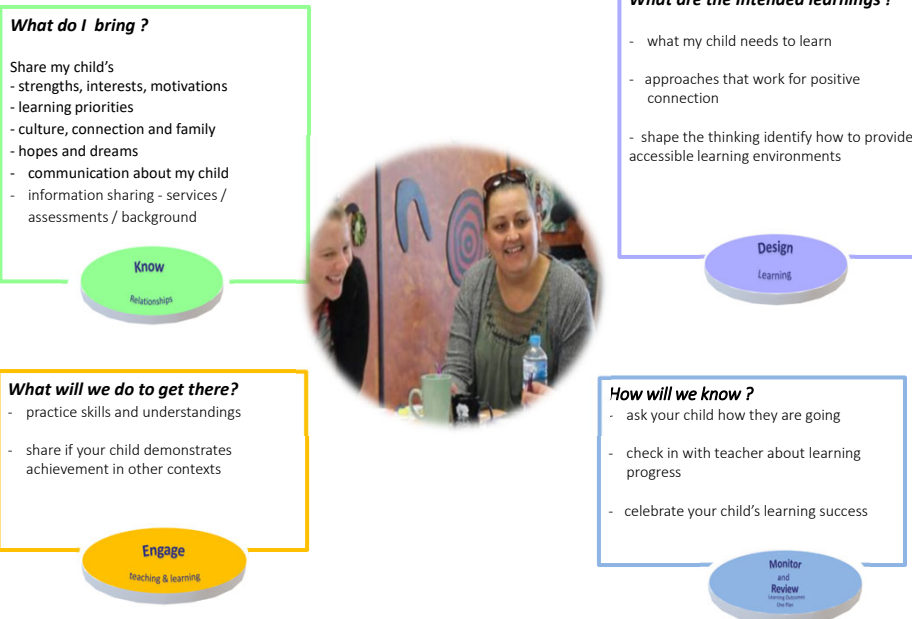 What do I bring ?
Share my child's
- strengths, interests, motivations
- learning priorities
- culture, connection and family
- hopes and dreams
- communication about my child
- information sharing - services /
assessments / background
Know
Relationships
What are the intended learnings ?
- what my child needs to learn
- approaches that work for positive
connection
- shape the thinking identify how to provide
accessible learning environments
Design
Learning
What will we do to get there?
- practice skills and understandings
- share if your child demonstrates
achievement in other contexts
Engage
teaching & learning
How will we know ?
- ask your child how they are going
- check in with teacher about learning
progress
- celebrate your child's learning success
Monitor
and
Review
Learning Outcomes
One Plan